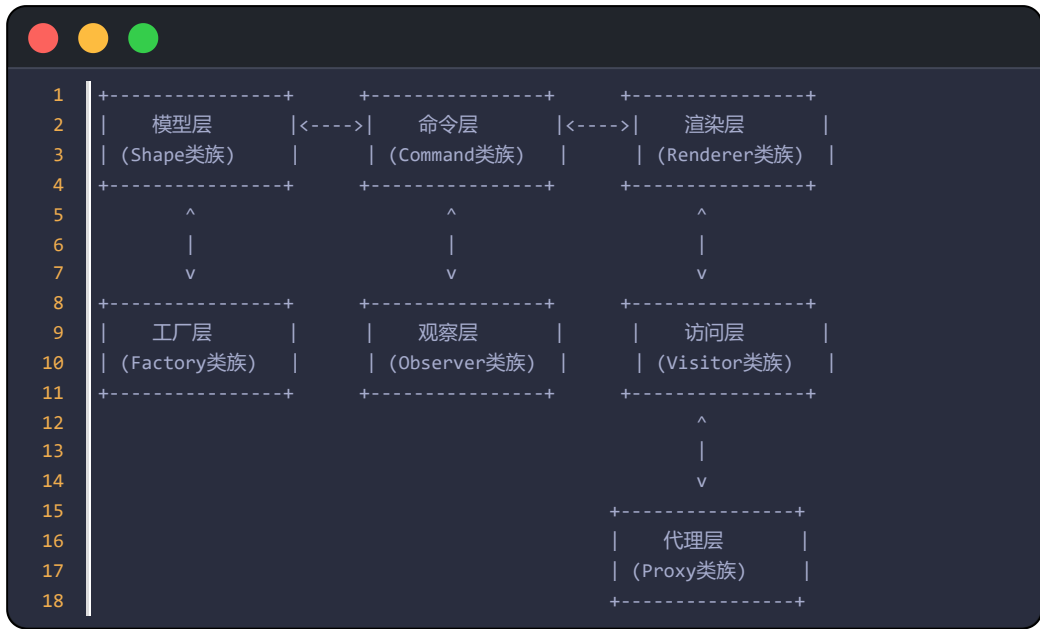 1 +----------------+      +----------------+      +----------------+
2 |    模型层       |<---->|    命令层       |<---->|    渲染层       |
3 | (Shape类族)     |      | (Command类族)   |      | (Renderer类族)  |
4 +----------------+      +----------------+      +----------------+
5         ^                       ^                      ^
6         |                       |                      |
7         v                       v                      v
8 +----------------+      +----------------+      +----------------+
9 |    工厂层       |      |    观察层       |      |    访问层       |
10 | (Factory类族)   |      | (Observer类族)  |      | (Visitor类族)   |
11 +----------------+      +----------------+      +----------------+
12                                                        ^
13                                                        |
14                                                        v
15                                                +----------------+
16                                                |    代理层       |
17                                                | (Proxy类族)     |
18                                                +----------------+